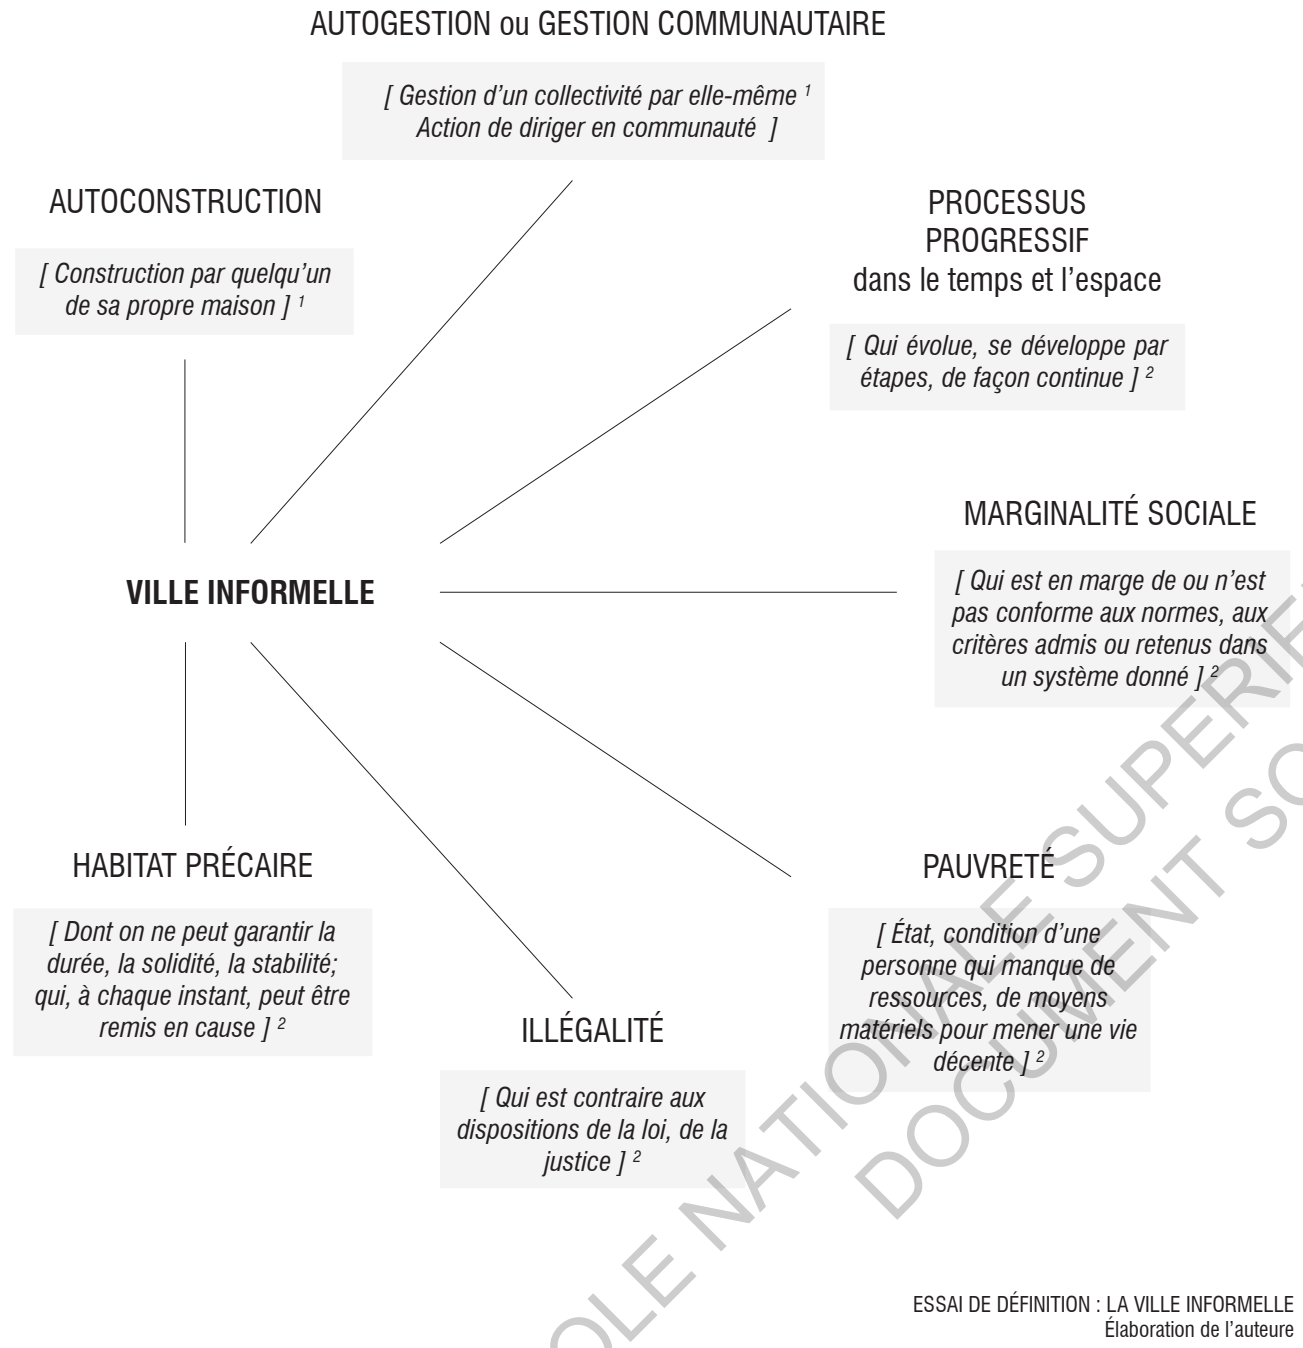 AUTOGESTION ou GESTION COMMUNAUTAIRE
[ Gestion d’un collectivité par elle-même 1
Action de diriger en communauté ]
AUTOCONSTRUCTION
[ Construction par quelqu’un
de sa propre maison ] 1
PROCESSUS
PROGRESSIF
dans le temps et l’espace
[ Qui évolue, se développe par
étapes, de façon continue ] 2
MARGINALITÉ SOCIALE
[ Qui est en marge de ou n’est
pas conforme aux normes, aux
critères admis ou retenus dans
un système donné ] 2
VILLE INFORMELLE
HABITAT PRÉCAIRE
[ Dont on ne peut garantir la
durée, la solidité, la stabilité;
qui, à chaque instant, peut être
remis en cause ] 2
PAUVRETÉ
[ État, condition d’une
personne qui manque de
ressources, de moyens
matériels pour mener une vie
décente ] 2
ILLÉGALITÉ
[ Qui est contraire aux
dispositions de la loi, de la
justice ] 2
OLE NATIONALE SUPERIE
DOCUMENT SO
ESSAI DE DÉFINITION : LA VILLE INFORMELLE
Élaboration de l’auteure